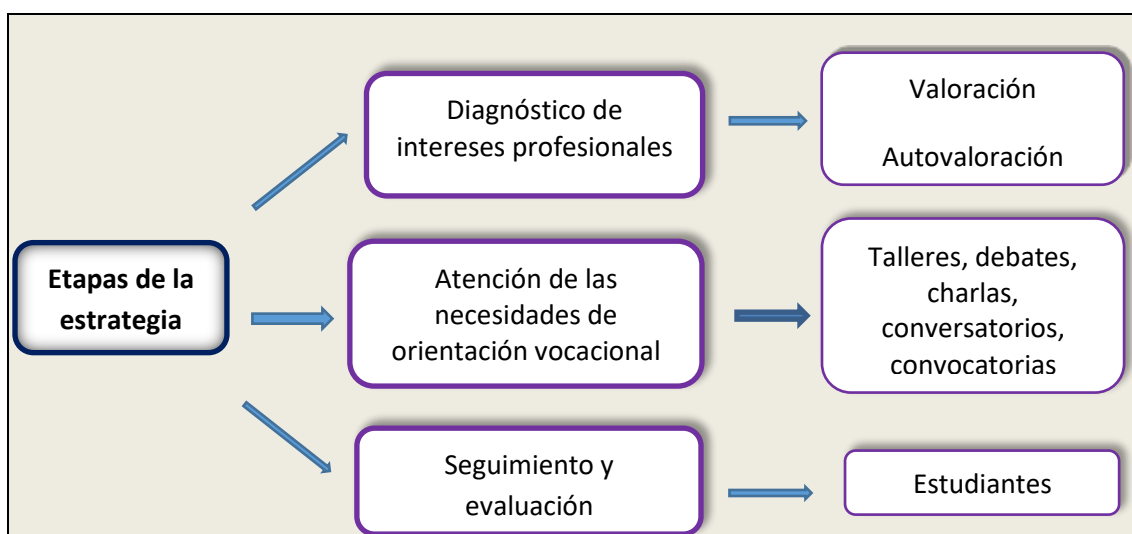 Etapas de la
estrategia
Diagnóstico de
intereses profesionales
Valoración
Autovaloración
Atención de las
necesidades de
orientación vocacional
Talleres, debates,
charlas,
conversatorios,
convocatorias
Seguimiento y
evaluación
Estudiantes